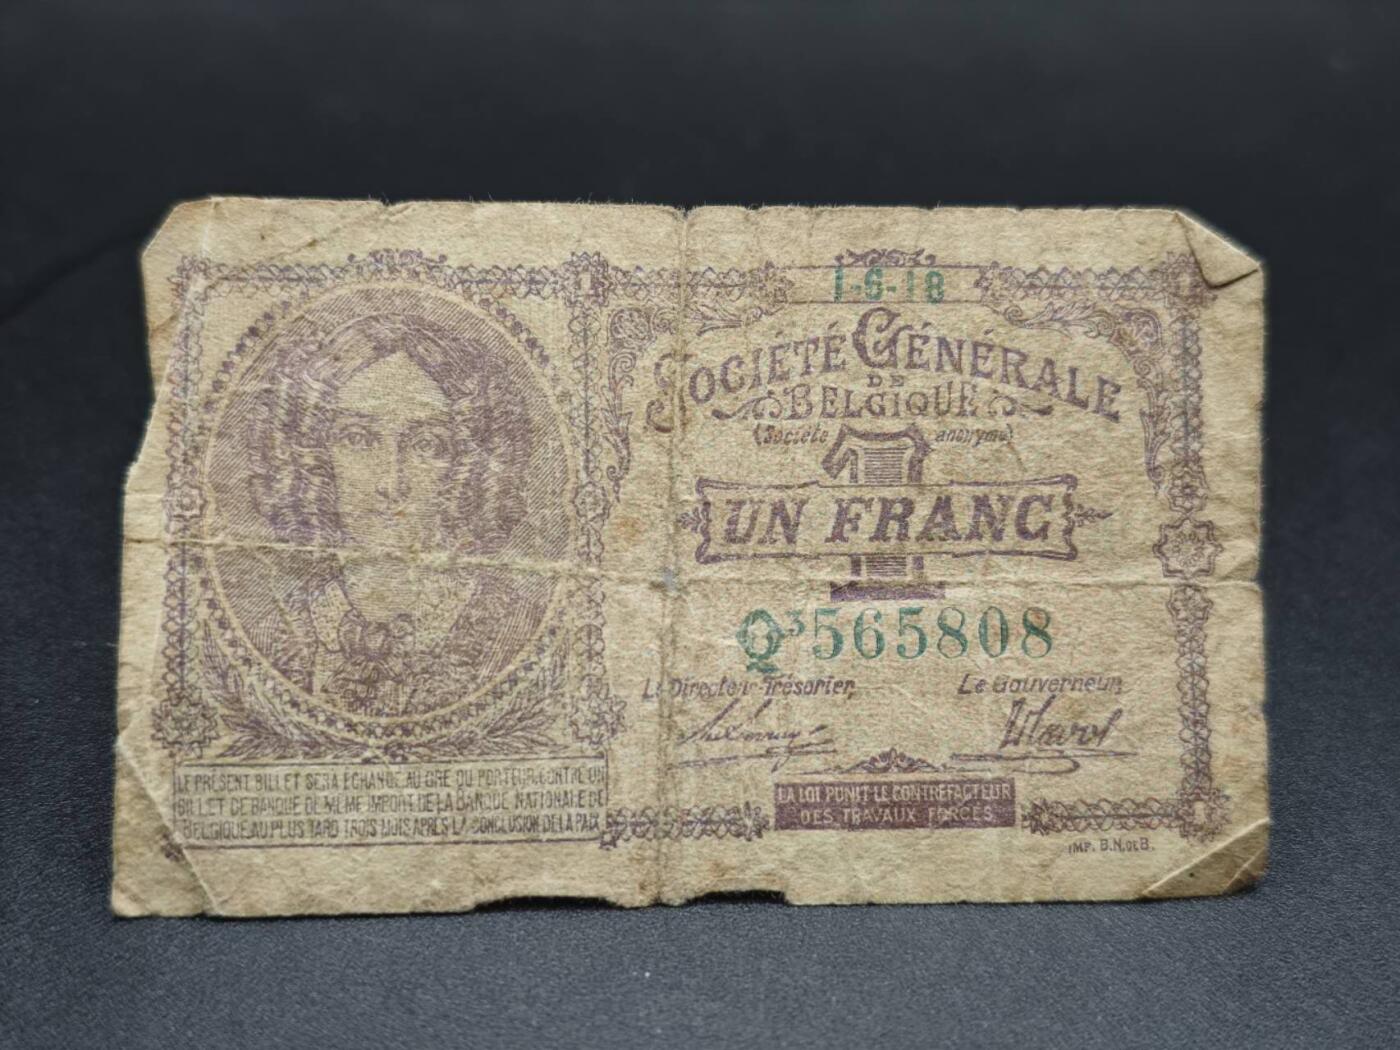 1-6-18
SOCIÉTÉ GÉNÉRALE
DE
BELGIQUE
(Société anonyme)
1
UN FRANC
Q³565808
Le Directeur-Trésorier,
Le Gouverneur,
LE PRÉSENT BILLET SERA ÉCHANGÉ AU GRE DU PORTEUR, CONTRE UN
BILLET DE BANQUE DE MÊME IMPORT DE LA BANQUE NATIONALE DE
BELGIQUE AU PLUS TARD TROIS MOIS APRÈS LA CONCLUSION DE LA PAIX
LA LOI PUNIT LE CONTREFACTEUR
DES TRAVAUX FORCÉS
IMP. B.N. DE B.